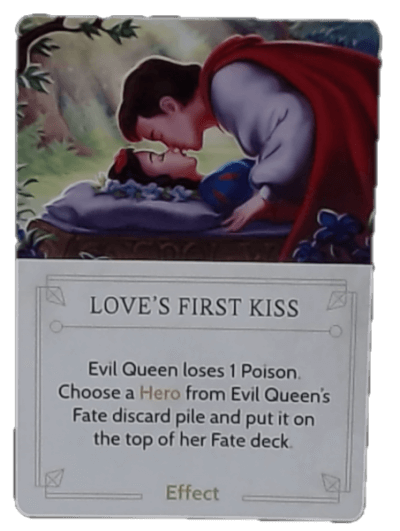 LOVE'S FIRST KISS
Evil Queen loses 1 Poison.
Choose a Hero from Evil Queen's
Fate discard pile and put it on
the top of her Fate deck.
Effect